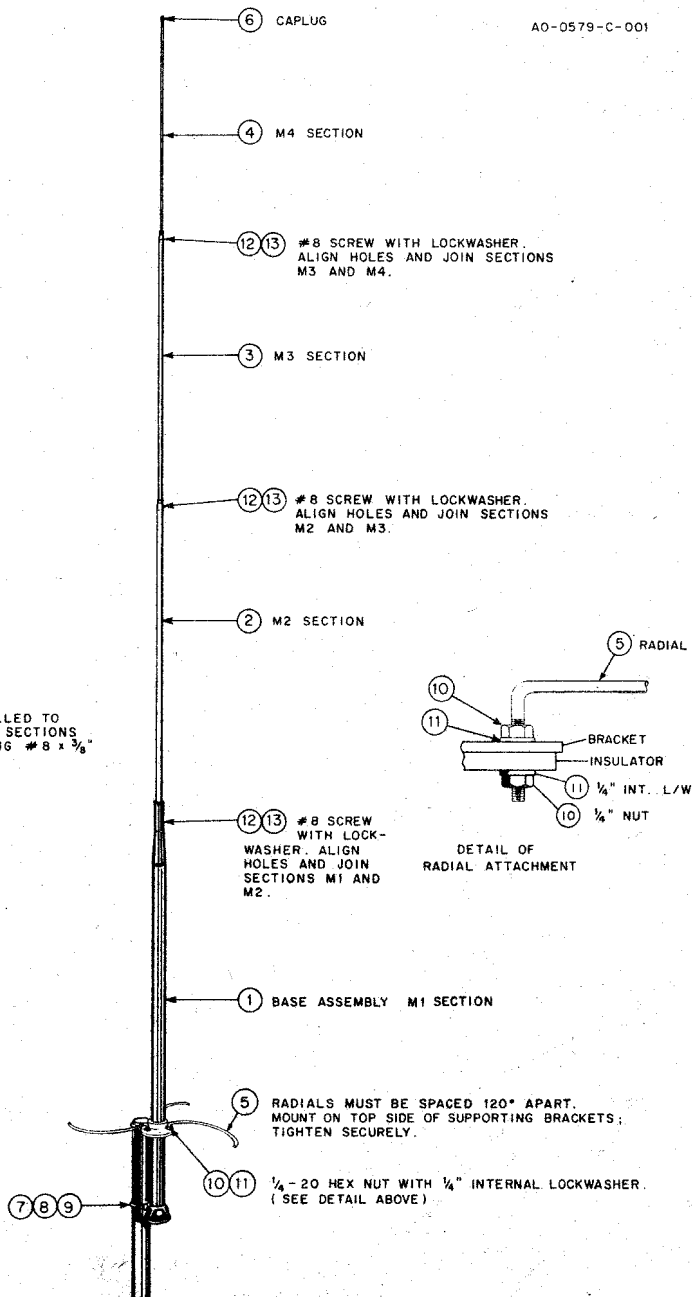 AO-0579-C-001
6 CAPLUG
4 M4 SECTION
12 13 #8 SCREW WITH LOCKWASHER.
ALIGN HOLES AND JOIN SECTIONS
M3 AND M4.
3 M3 SECTION
12 13 #8 SCREW WITH LOCKWASHER.
ALIGN HOLES AND JOIN SECTIONS
M2 AND M3.
2 M2 SECTION
LLED TO
SECTIONS
G #8 x 3/8"
5 RADIAL
10
11
BRACKET
INSULATOR
11 1/4" INT. L/W
10 1/4" NUT
DETAIL OF
RADIAL ATTACHMENT
12 13 #8 SCREW
WITH LOCK-
WASHER. ALIGN
HOLES AND JOIN
SECTIONS M1 AND
M2.
1 BASE ASSEMBLY M1 SECTION
5 RADIALS MUST BE SPACED 120° APART.
MOUNT ON TOP SIDE OF SUPPORTING BRACKETS;
TIGHTEN SECURELY.
10 11 1/4-20 HEX NUT WITH 1/4" INTERNAL LOCKWASHER.
(SEE DETAIL ABOVE)
7 8 9